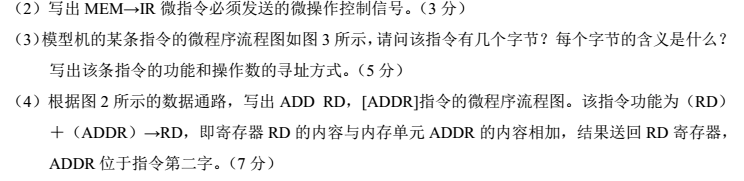 （2）写出 MEM→IR 微指令必须发送的微操作控制信号。（3 分）
（3）模型机的某条指令的微程序流程图如图 3 所示，请问该指令有几个字节？每个字节的含义是什么？
写出该条指令的功能和操作数的寻址方式。（5 分）
（4）根据图 2 所示的数据通路，写出 ADD RD，[ADDR]指令的微程序流程图。该指令功能为（RD）
＋（ADDR）→RD，即寄存器 RD 的内容与内存单元 ADDR 的内容相加，结果送回 RD 寄存器，
ADDR 位于指令第二字。（7 分）